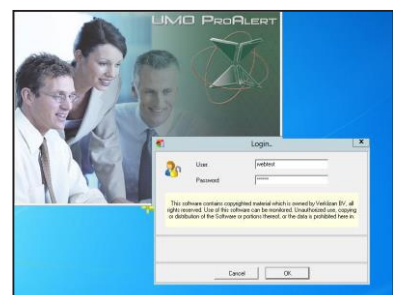 UMO PROALERT
Login..
x
User:
webtest
Password:
******
This software contains copyrighted material which is owned by Verklizan BV, all
rights reserved. Use of this software can be monitored. Unauthorized use, copying
or distribution of the Software or portions thereof, or the data is prohibited here in.
Cancel
OK